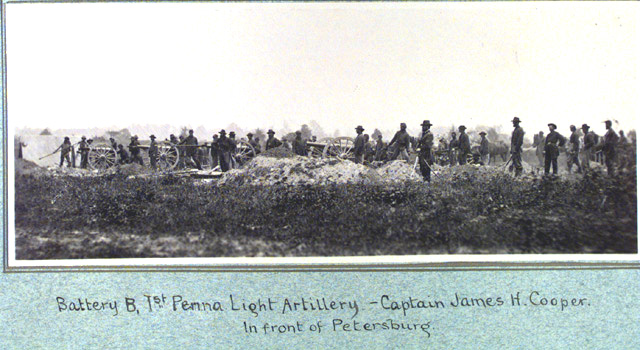 Battery B, 1st Penna Light Artillery - Captain James H. Cooper.
In front of Petersburg.